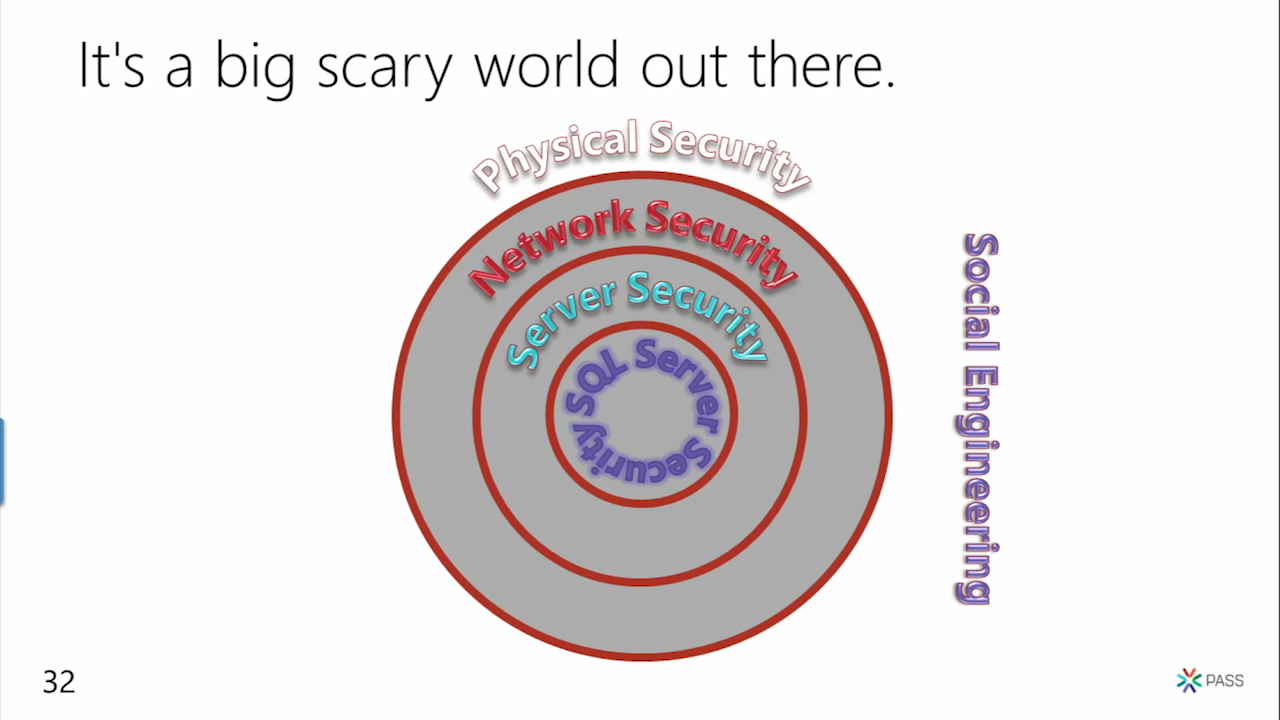 It's a big scary world out there.
Physical Security
Network Security
Server Security
SQL Server Security
Social Engineering
32
PASS